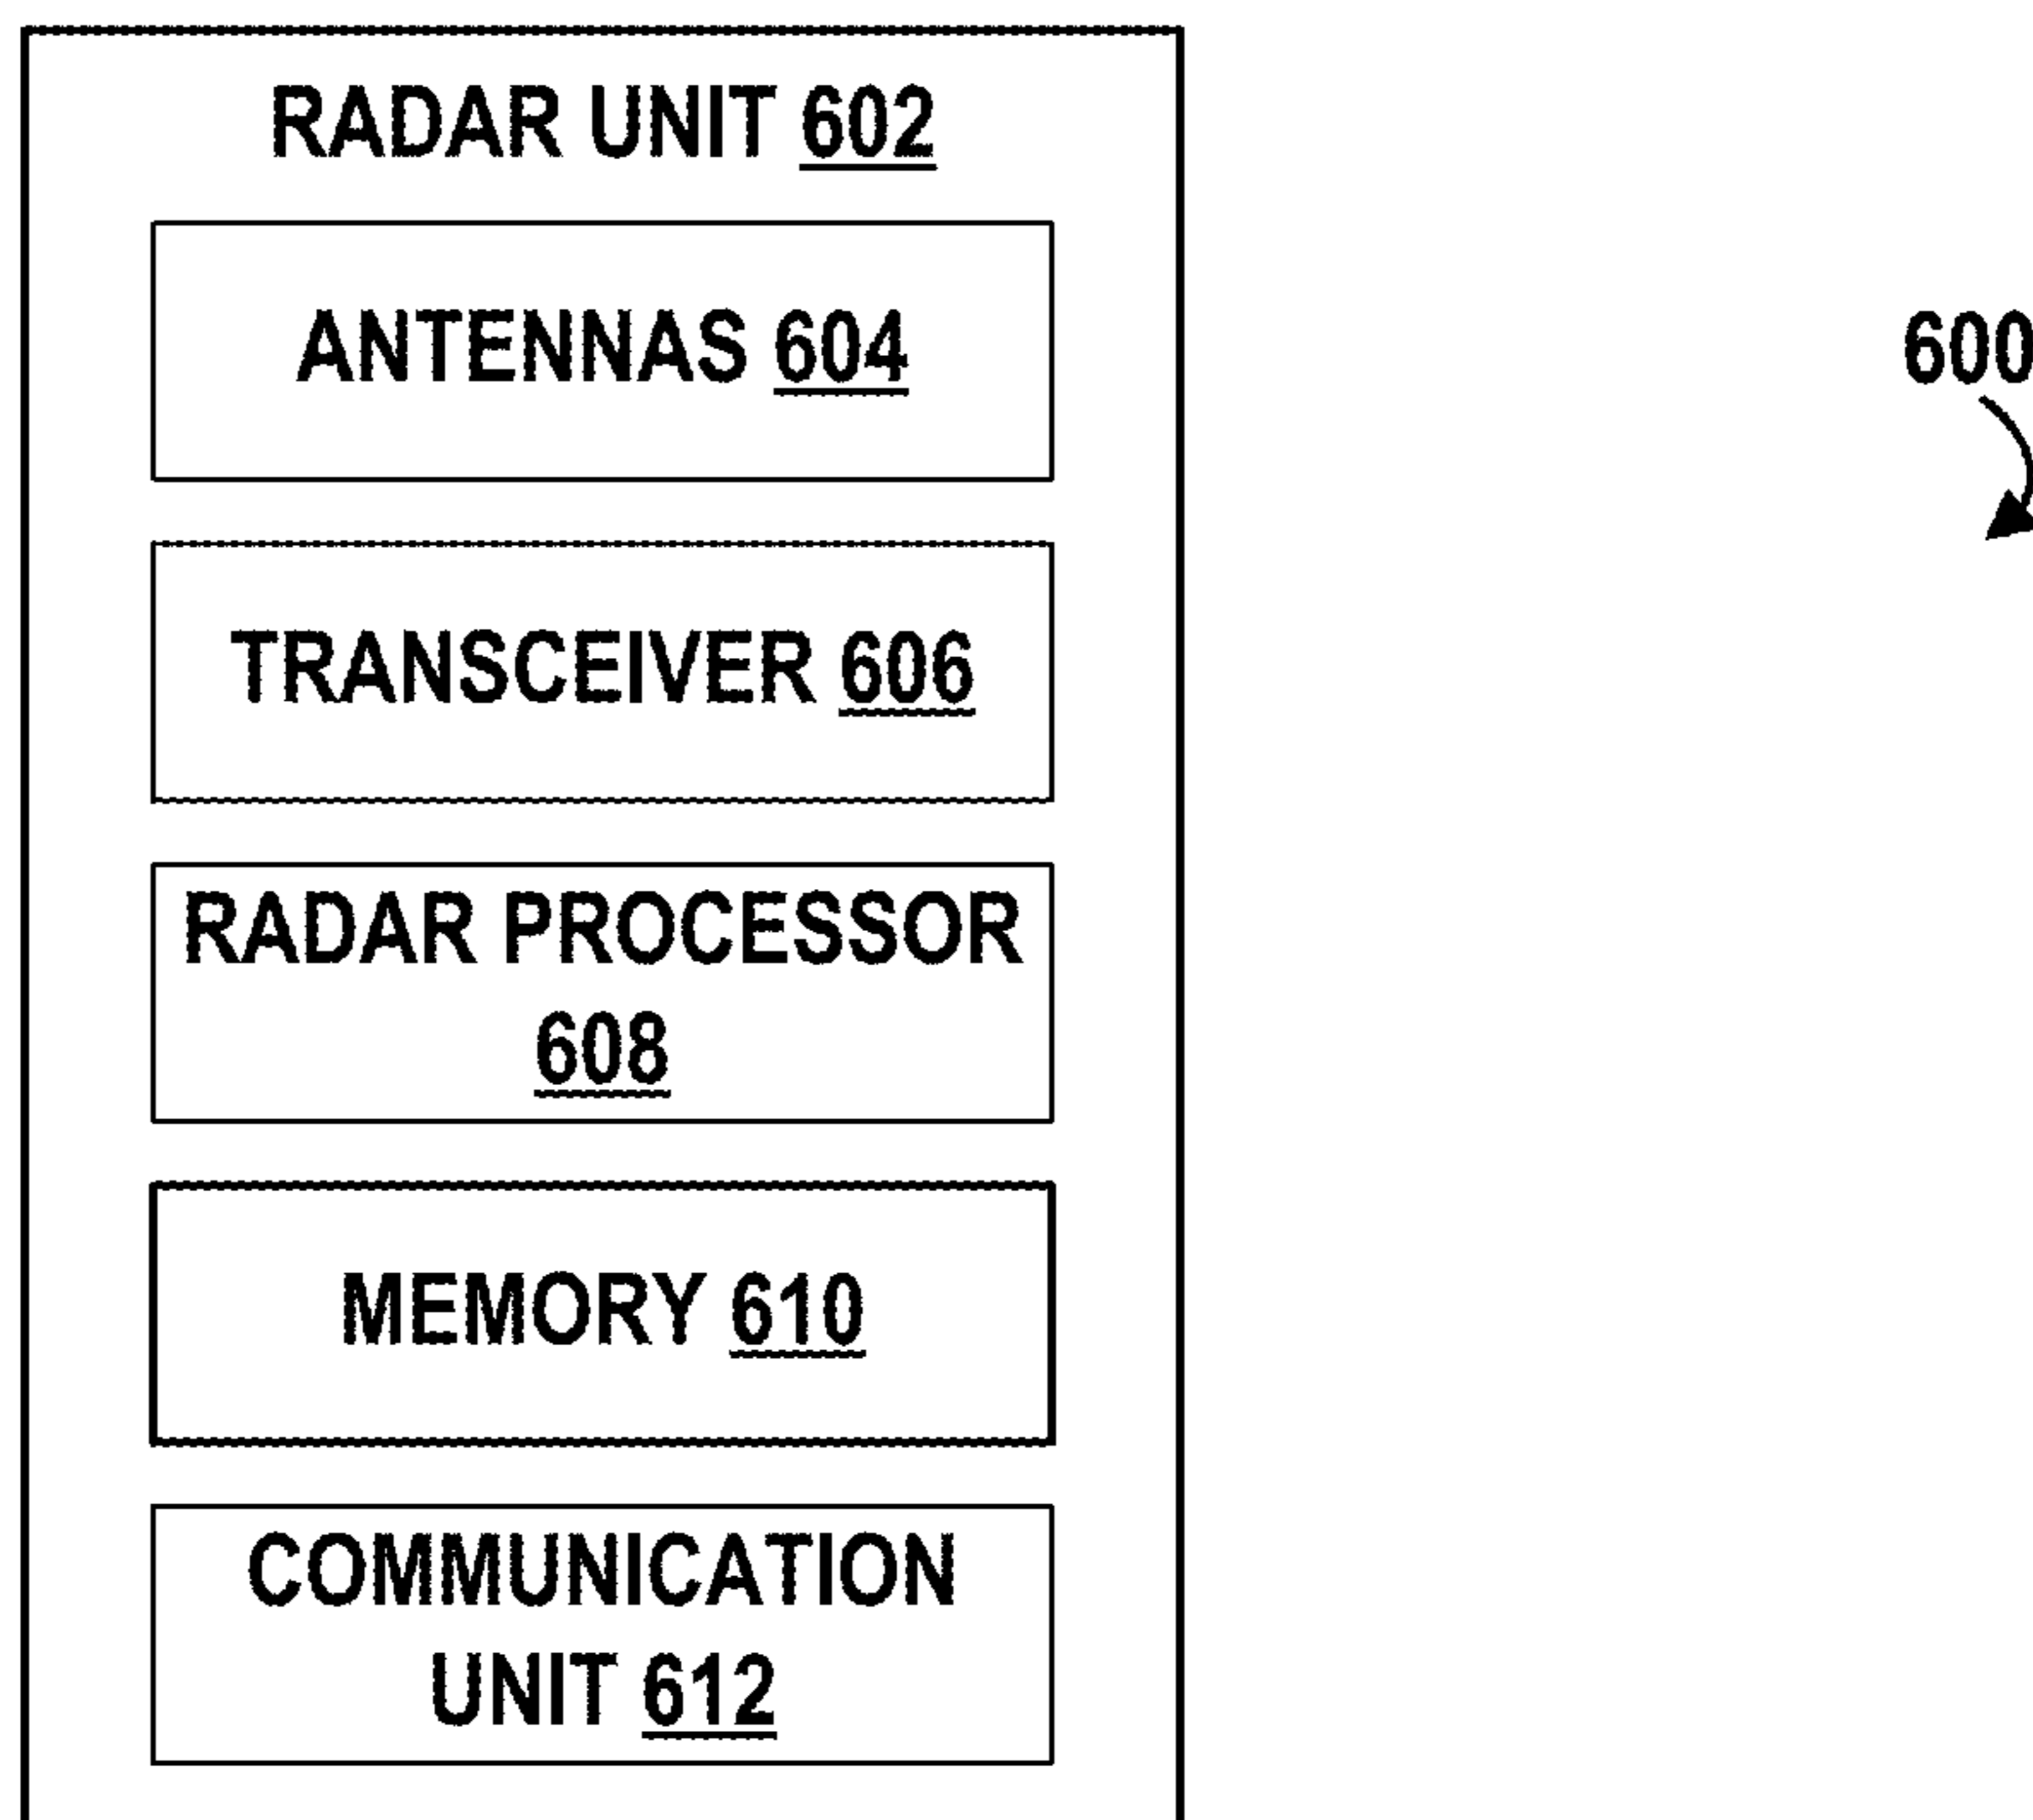 RADAR UNIT 602
ANTENNAS 604
600
TRANSCEIVER 606
RADAR PROCESSOR
608
MEMORY 610
COMMUNICATION
UNIT 612